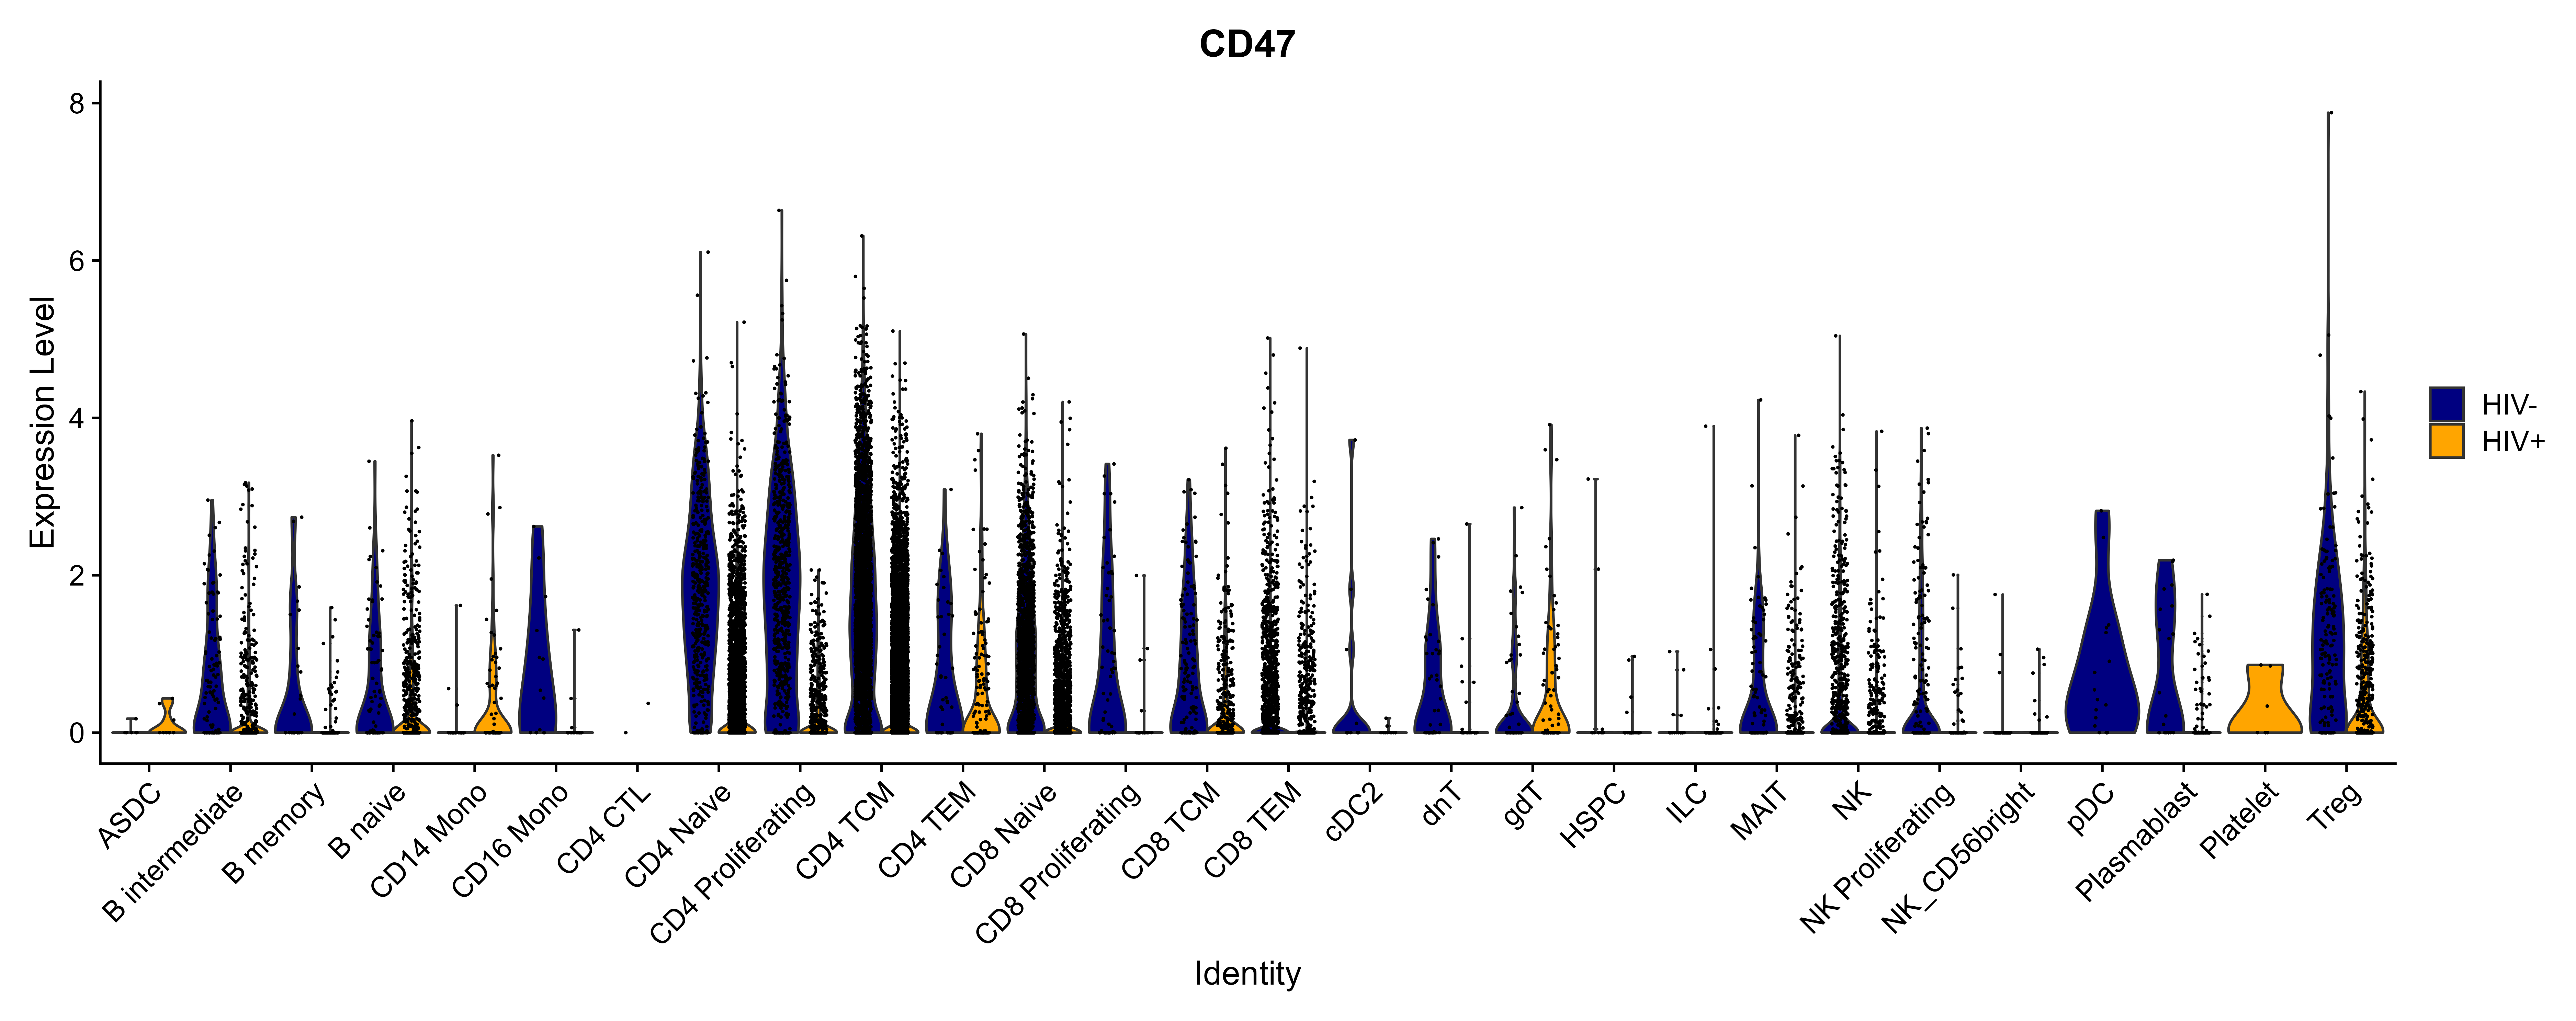 CD47
Expression Level
8
6
4
2
0
ASDC
B intermediate
B memory
B naive
CD14 Mono
CD16 Mono
CD4 CTL
CD4 Naive
CD4 Proliferating
CD4 TCM
CD4 TEM
CD8 Naive
CD8 Proliferating
CD8 TCM
CD8 TEM
cDC2
dnT
gdT
HSPC
ILC
MAIT
NK
NK Proliferating
NK_CD56bright
pDC
Plasmablast
Platelet
Treg
Identity
HIV-
HIV+